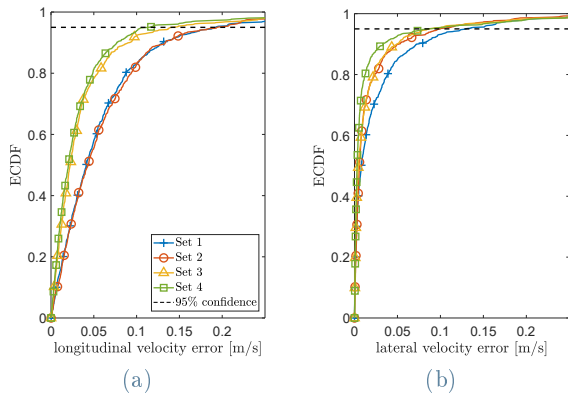 1
0.8
0.6
0.4
0.2
0
ECDF
0 0.05 0.1 0.15 0.2
longitudinal velocity error [m/s]
Set 1
Set 2
Set 3
Set 4
95% confidence
(a)
1
0.8
0.6
0.4
0.2
0
ECDF
0 0.05 0.1 0.15 0.2
lateral velocity error [m/s]
(b)